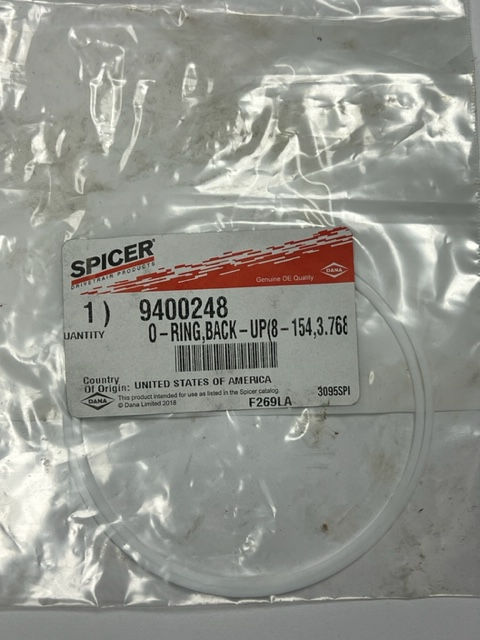 SPICER®
DRIVETRAIN PRODUCTS
Genuine OE Quality
DANA
1) 9400248
QUANTITY
O-RING,BACK-UP(8-154,3.768
Country
Of Origin: UNITED STATES OF AMERICA
DANA
This product intended for use as listed in the Spicer catalog.
© Dana Limited 2018
F269LA
3095SPI